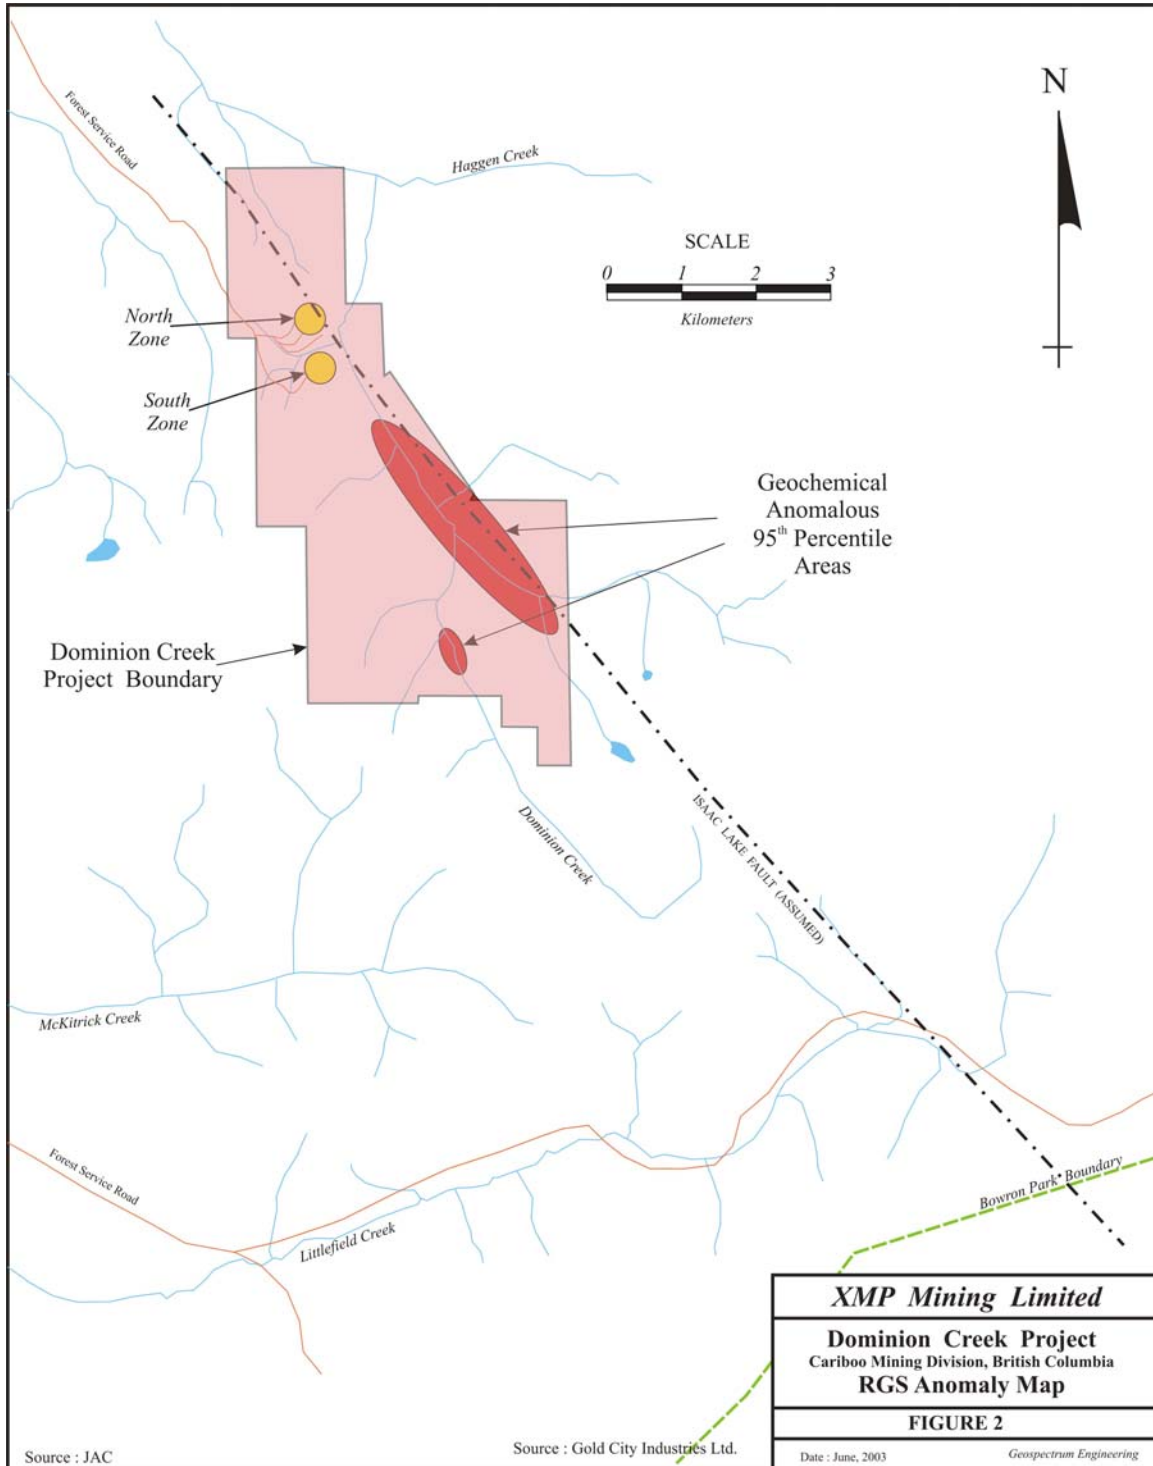 N
Forest Service Road
Haggen Creek
SCALE
0 1 2 3
Kilometers
North
Zone
South
Zone
Geochemical
Anomalous
95th Percentile
Areas
Dominion Creek
Project Boundary
ISAAC LAKE FAULT (ASSUMED)
Dominion Creek
McKitrick Creek
Forest Service Road
Littlefield Creek
Bowron Park Boundary
XMP Mining Limited
Dominion Creek Project
Cariboo Mining Division, British Columbia
RGS Anomaly Map
FIGURE 2
Date : June, 2003 Geospectrum Engineering
Source : JAC
Source : Gold City Industries Ltd.